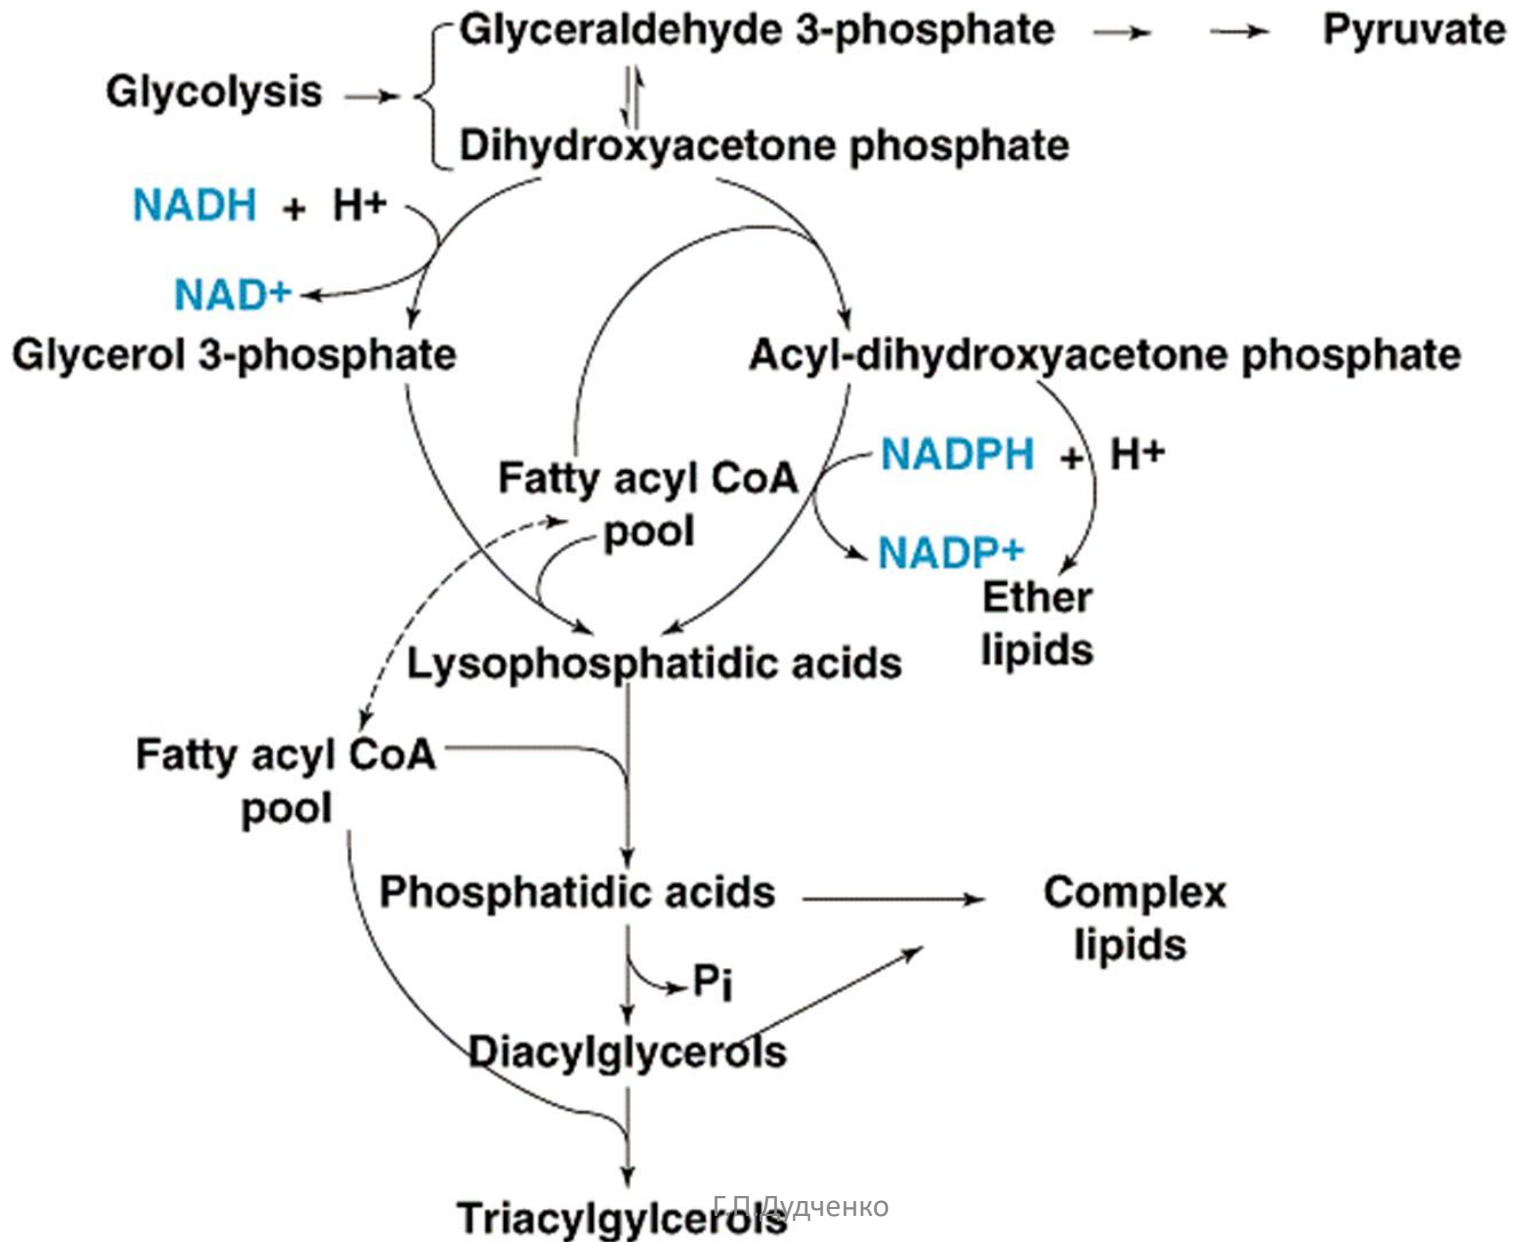 Glyceraldehyde 3-phosphate
Pyruvate
Glycolysis
Dihydroxyacetone phosphate
NADH + H+
NAD+
Glycerol 3-phosphate
Acyl-dihydroxyacetone phosphate
NADPH + H+
Fatty acyl CoA
pool
NADP+
Ether
lipids
Lysophosphatidic acids
Fatty acyl CoA
pool
Phosphatidic acids
Complex
lipids
Pi
Diacylglycerols
Triacylgylcerols
Г.П.Дудченко